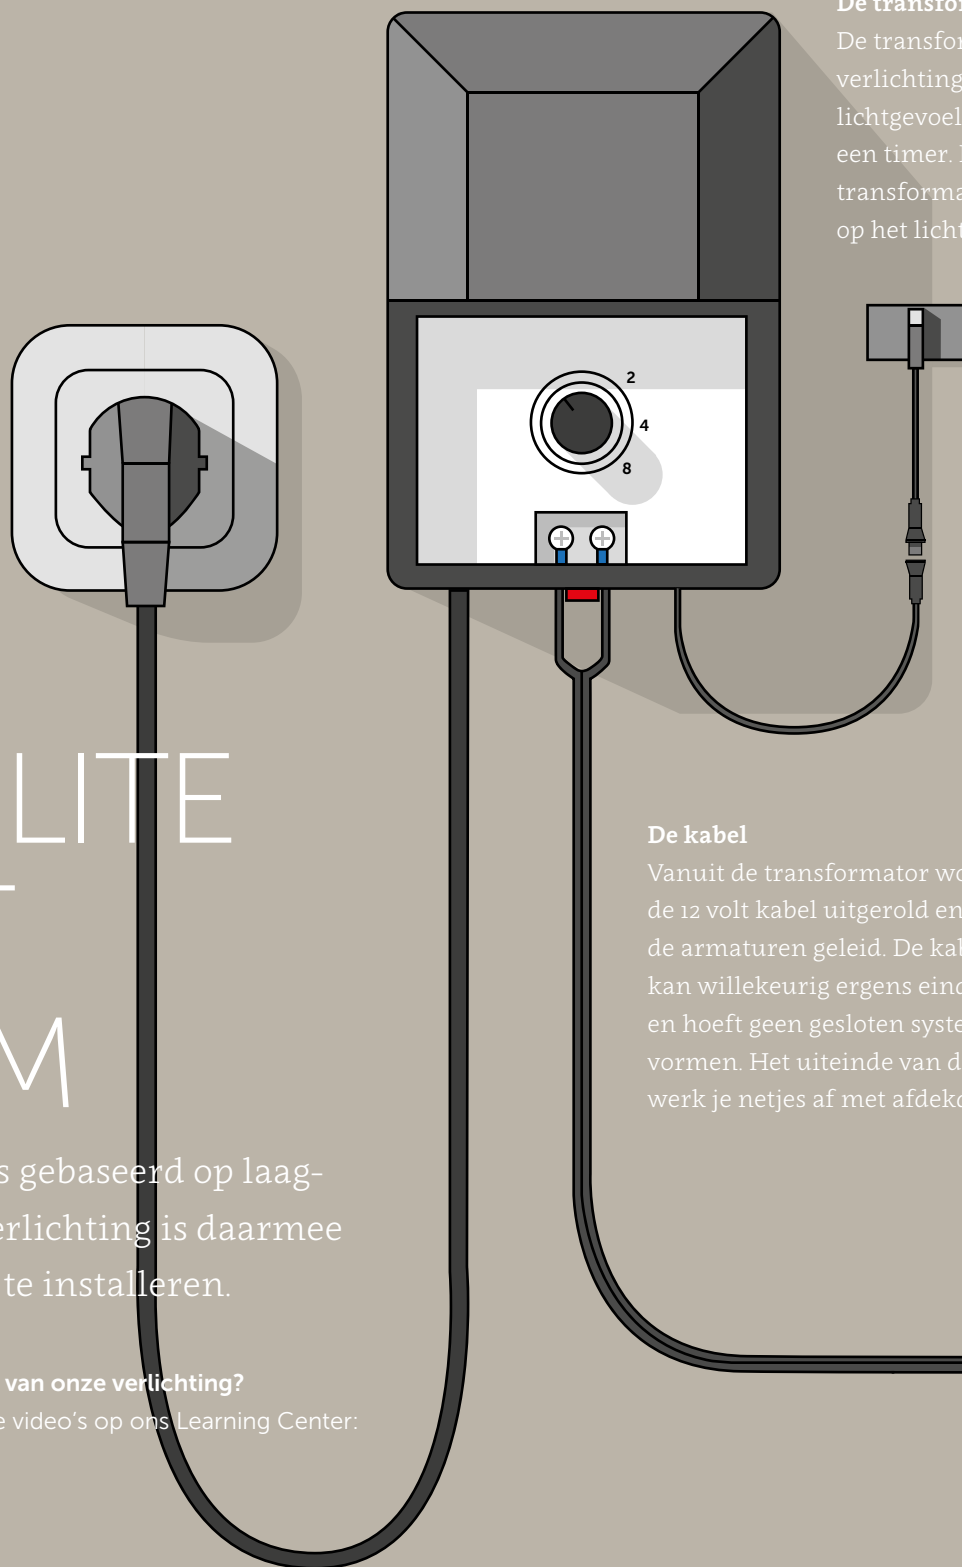 De transfor
De transfor
verlichting
lichtgevoel
een timer.
transforma
op het licht
2
4
8
LITE
M
De kabel
Vanuit de transformator wo
de 12 volt kabel uitgerold en
de armaturen geleid. De kab
kan willekeurig ergens eind
en hoeft geen gesloten syste
vormen. Het uiteinde van d
werk je netjes af met afdekd
s gebaseerd op laag-
erlichting is daarmee
te installeren.
van onze verlichting?
e video's op ons Learning Center: